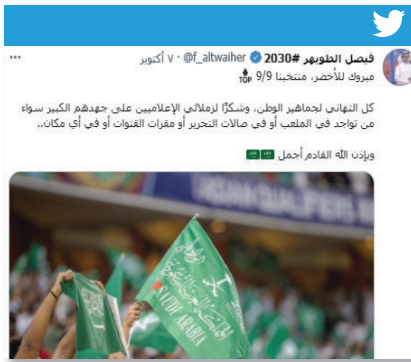 فيصل الطويهر #2030 @f_altwaiher · ٧ أكتوبر
مبروك للأخضر، منتخبنا 9/9 🔝
كل التهاني لجماهير الوطن، وشكرًا لزملائي الإعلاميين على جهدهم الكبير سواء
من تواجد في الملعب أو في صالات التحرير أو مقرات القنوات أو في أي مكان..
وبإذن الله القادم أجمل 🇸🇦🇸🇦
SAUDI ARABIA